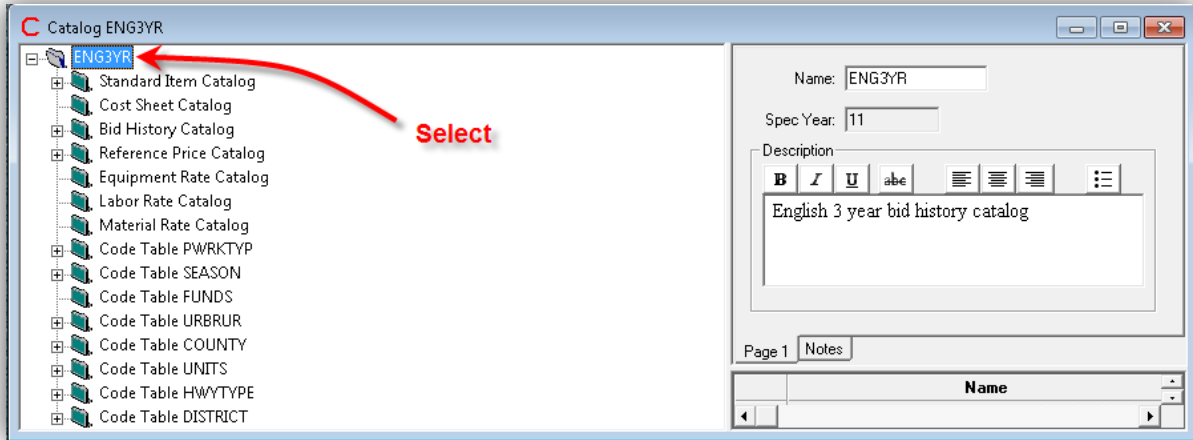 Catalog ENG3YR
ENG3YR
Standard Item Catalog
Cost Sheet Catalog
Bid History Catalog
Reference Price Catalog
Equipment Rate Catalog
Labor Rate Catalog
Material Rate Catalog
Code Table PWRKTYP
Code Table SEASON
Code Table FUNDS
Code Table URBRUR
Code Table COUNTY
Code Table UNITS
Code Table HWYTYPE
Code Table DISTRICT
Select
Name: ENG3YR
Spec Year: 11
Description
B I U abc
English 3 year bid history catalog
Page 1 Notes
Name